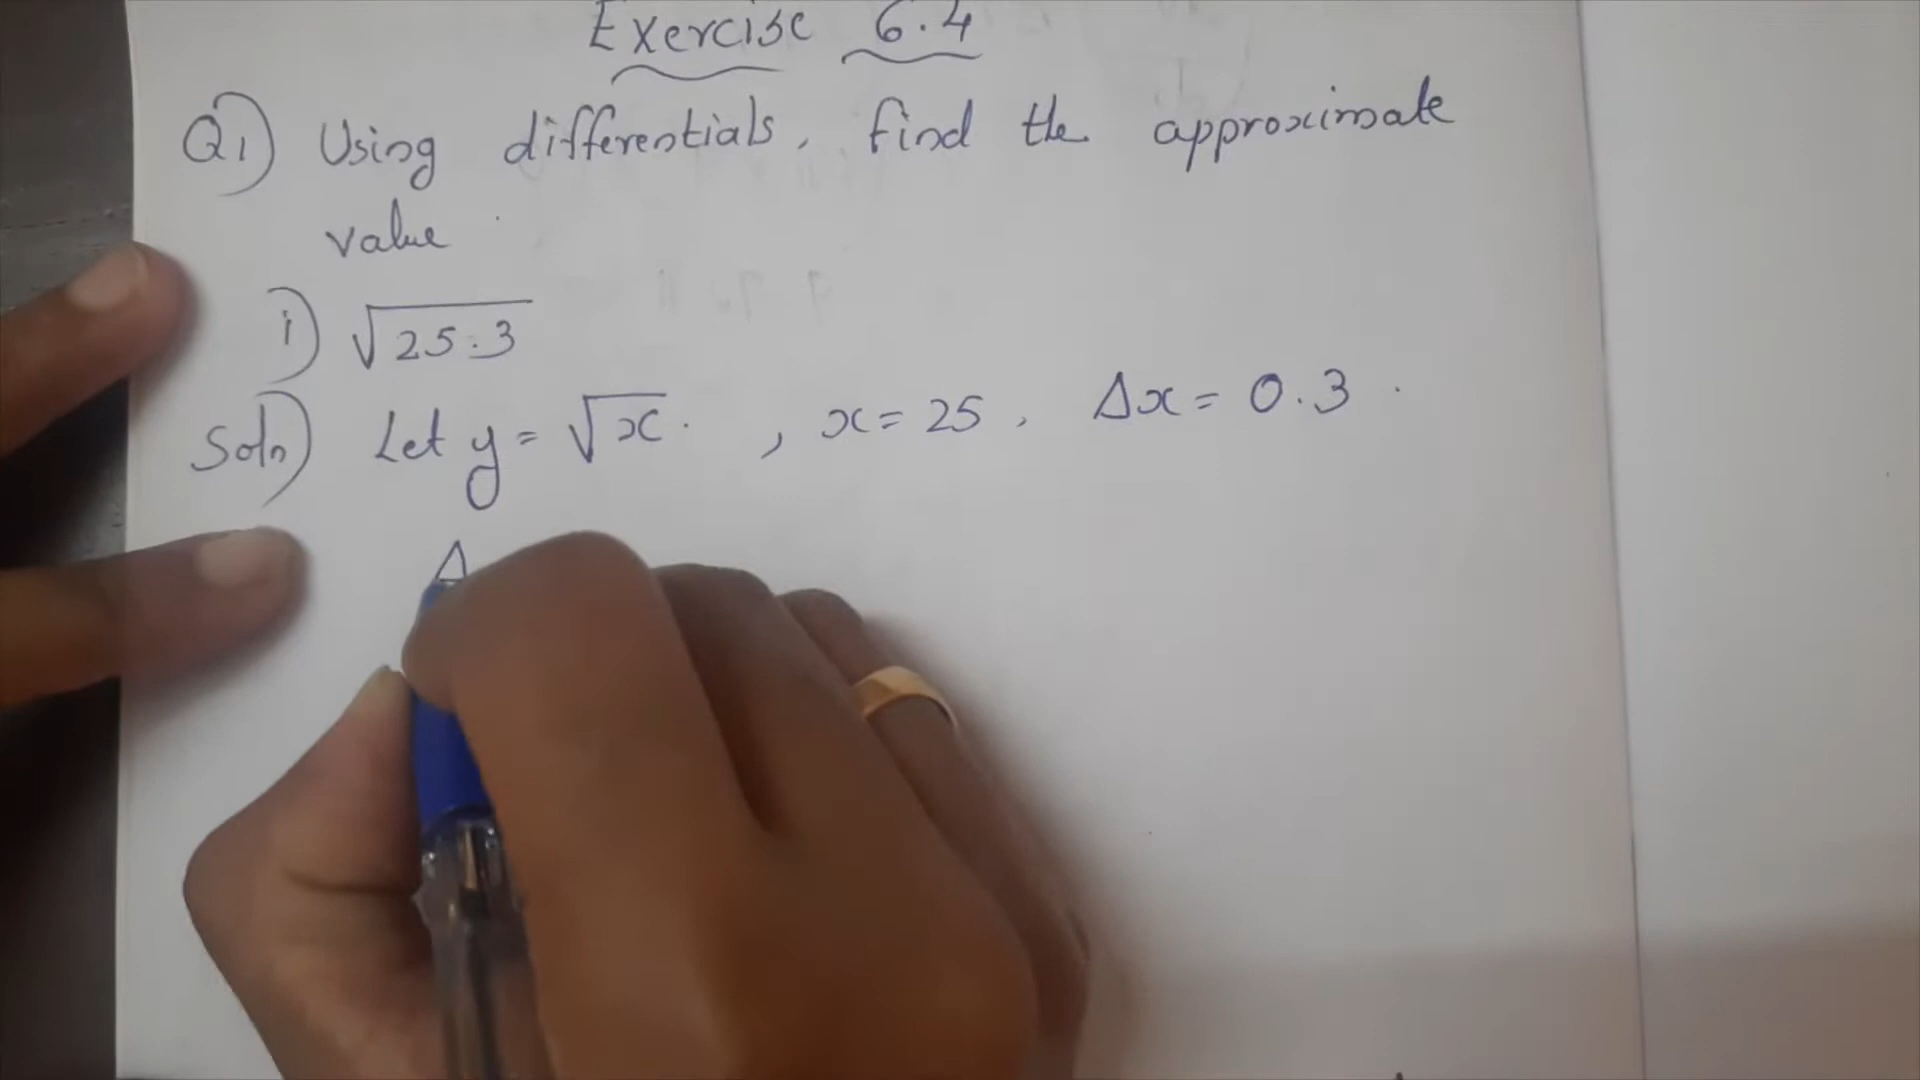 Exercise 6.4
Q1) Using differentials, find the approximate
value
i) √25.3
Soln) Let y = √x , x = 25 , Δx = 0.3 .
Δ